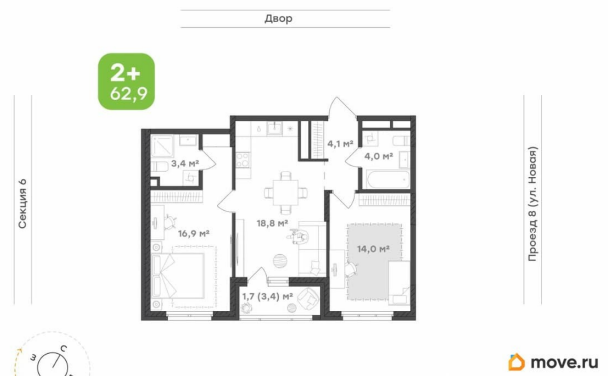 Двор
2+
62,9
Секция 6
3,4 м²
4,1 м²
4,0 м²
16,9 м²
18,8 м²
14,0 м²
1,7 (3,4) м²
Проезд 8 (ул. Новая)
С
move.ru